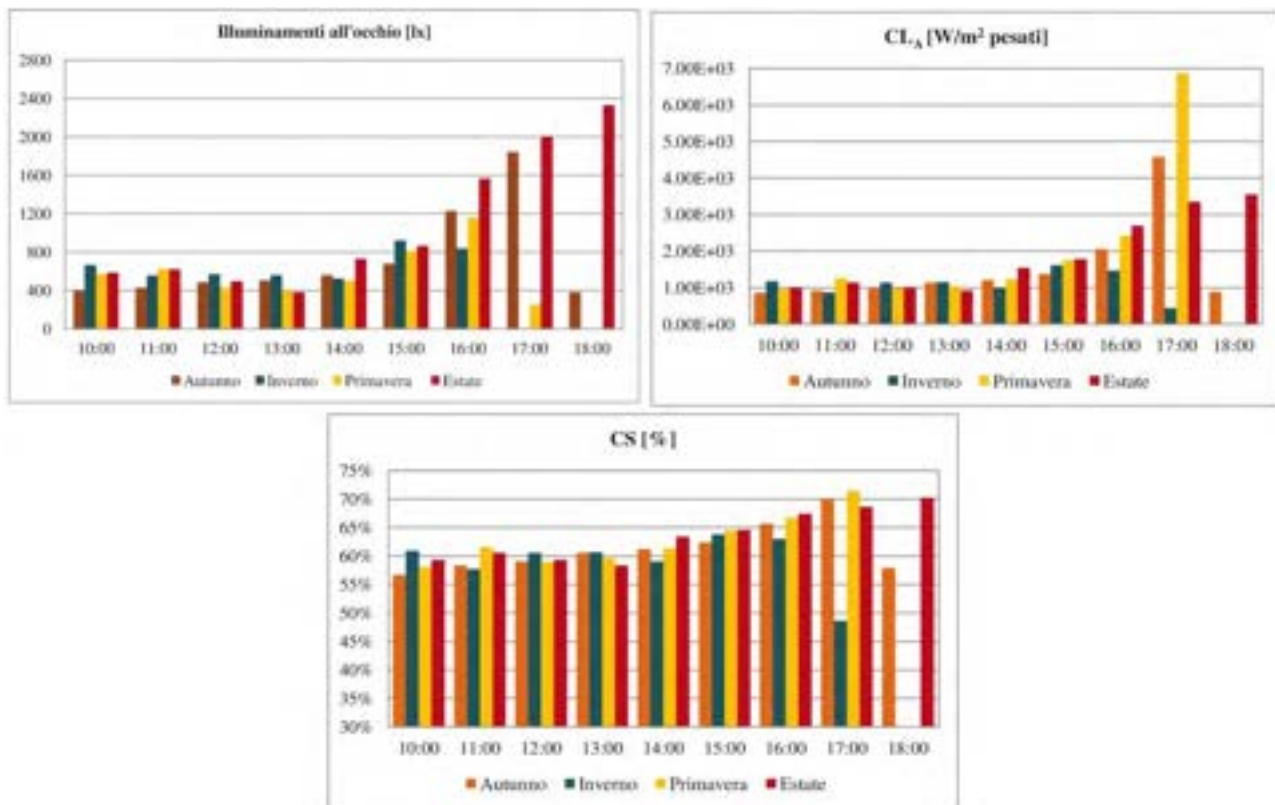 Illuminamenti all'occhio [lx]
2800
2400
2000
1600
1200
800
400
0
10:00 11:00 12:00 13:00 14:00 15:00 16:00 17:00 18:00
Autunno Inverno Primavera Estate
CL_A [W/m² pesati]
7.00E+03
6.00E+03
5.00E+03
4.00E+03
3.00E+03
2.00E+03
1.00E+03
0.00E+00
10:00 11:00 12:00 13:00 14:00 15:00 16:00 17:00 18:00
Autunno Inverno Primavera Estate
CS [%]
75%
70%
65%
60%
55%
50%
45%
40%
35%
30%
10:00 11:00 12:00 13:00 14:00 15:00 16:00 17:00 18:00
Autunno Inverno Primavera Estate